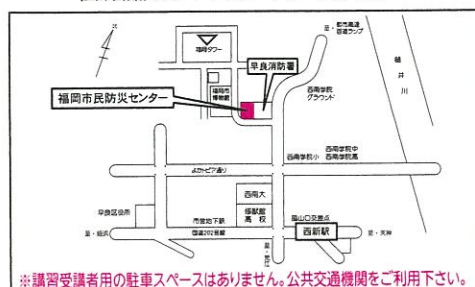 福岡タワー
早良消防署
至・都市高速
百道ランプ
樋井川
西南学院
グラウンド
福岡市民防災センター
福岡市
博物館
西南学院中
西南学院小 西南学院高
よかトピア通り
西南大
修猷館
高校
早良区役所
市営地下鉄
国道202号線
脇山口交差点
西新駅
至・姪浜
至・天神
※講習受講者用の駐車スペースはありません。公共交通機関をご利用下さい。